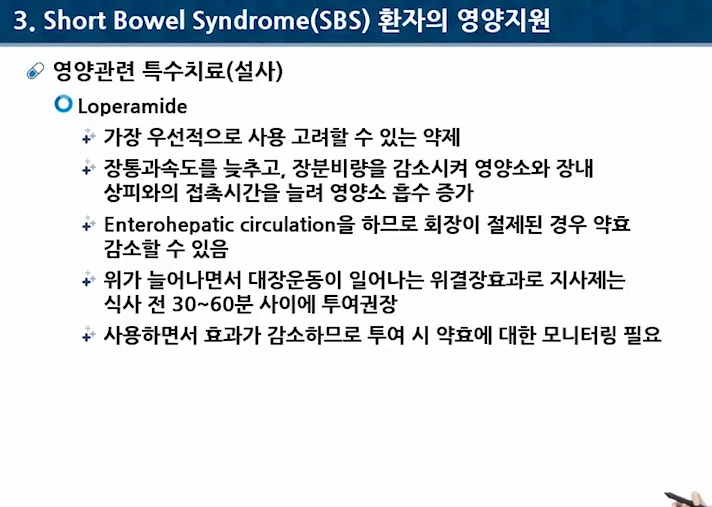 3. Short Bowel Syndrome(SBS) 환자의 영양지원
영양관련 특수치료(설사)
Loperamide
가장 우선적으로 사용 고려할 수 있는 약제
장통과속도를 늦추고, 장분비량을 감소시켜 영양소와 장내
상피와의 접촉시간을 늘려 영양소 흡수 증가
Enterohepatic circulation을 하므로 회장이 절제된 경우 약효
감소할 수 있음
위가 늘어나면서 대장운동이 일어나는 위결장효과로 지사제는
식사 전 30~60분 사이에 투여권장
사용하면서 효과가 감소하므로 투여 시 약효에 대한 모니터링 필요